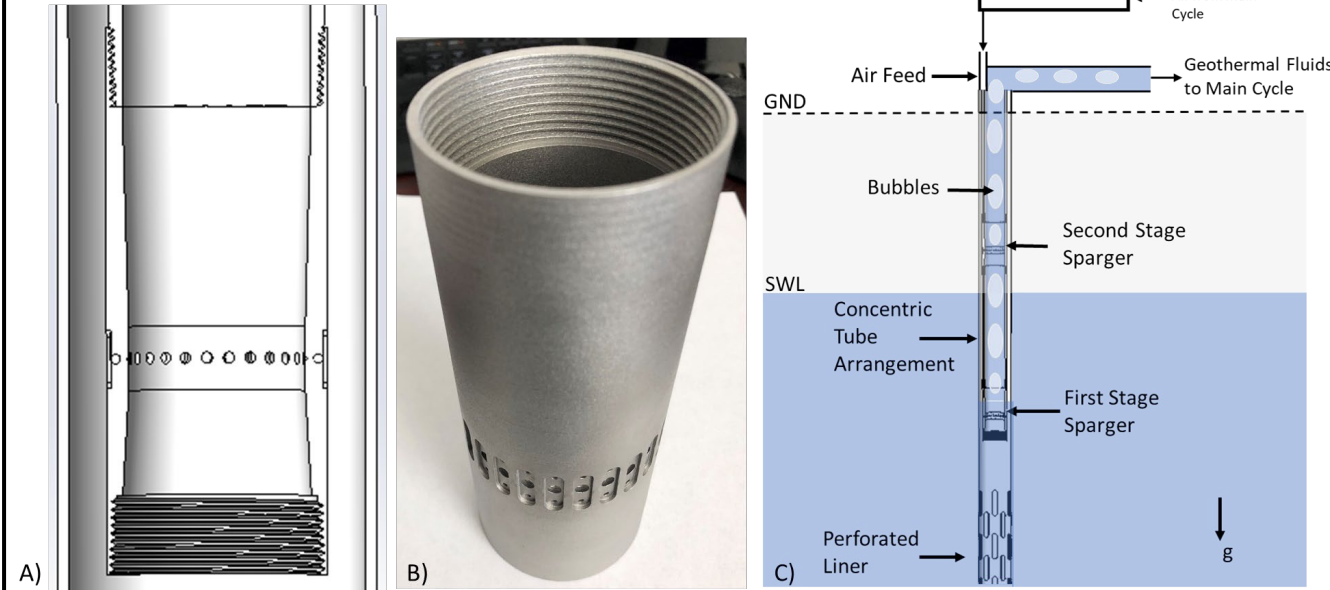 Cycle
Air Feed
Geothermal Fluids
to Main Cycle
GND
Bubbles
Second Stage
Sparger
SWL
Concentric
Tube
Arrangement
First Stage
Sparger
Perforated
Liner
g
A)
B)
C)